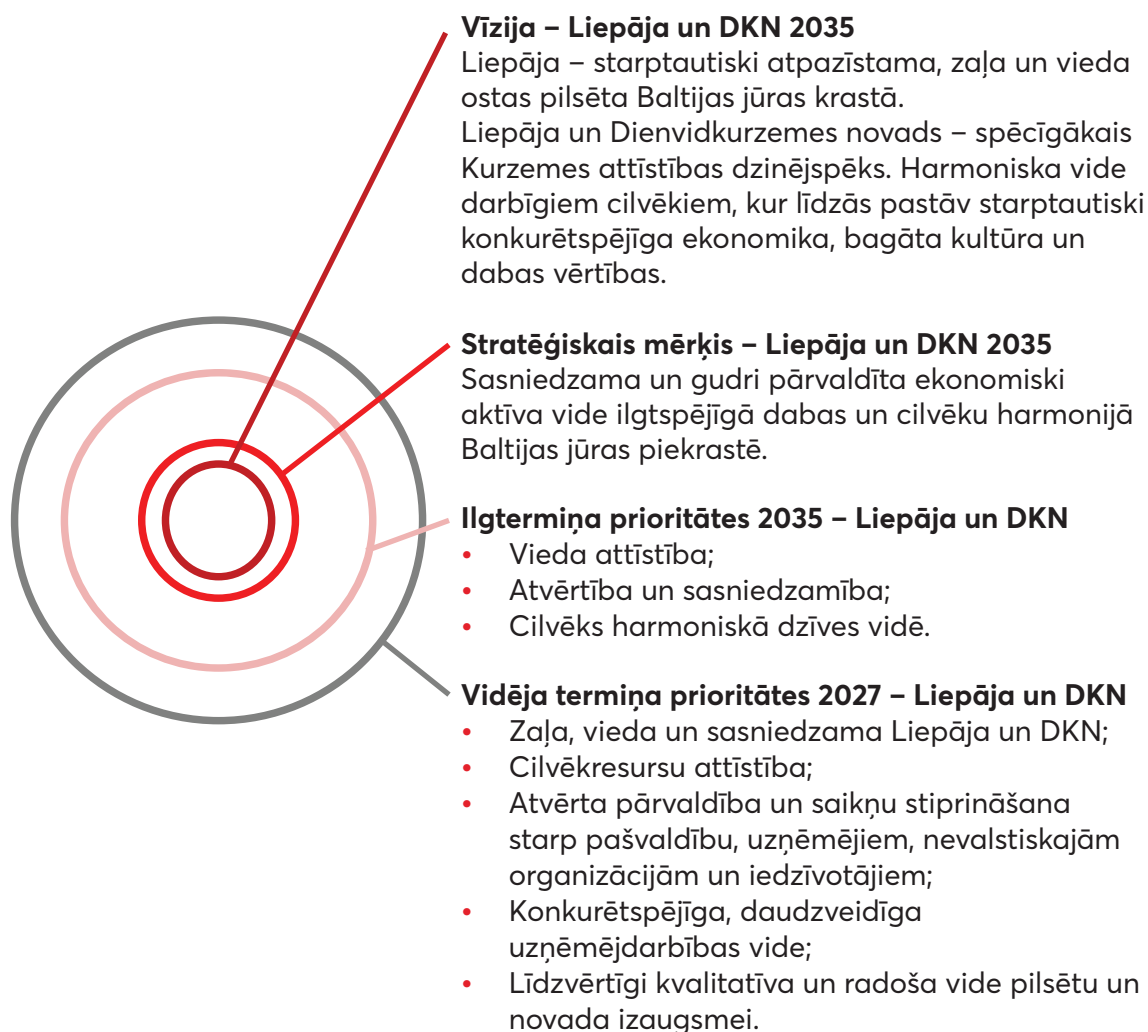 Vīzija – Liepāja un DKN 2035
Liepāja – starptautiski atpazīstama, zaļa un vieda
ostas pilsēta Baltijas jūras krastā.
Liepāja un Dienvidkurzemes novads – spēcīgākais
Kurzemes attīstības dzinējspēks. Harmoniska vide
darbīgiem cilvēkiem, kur līdzās pastāv starptautiski
konkurētspējīga ekonomika, bagāta kultūra un
dabas vērtības.
Stratēģiskais mērķis – Liepāja un DKN 2035
Sasniedzama un gudri pārvaldīta ekonomiski
aktīva vide ilgtspējīgā dabas un cilvēku harmonijā
Baltijas jūras piekrastē.
Ilgtermiņa prioritātes 2035 – Liepāja un DKN
• Vieda attīstība;
• Atvērtība un sasniedzamība;
• Cilvēks harmoniskā dzīves vidē.
Vidēja termiņa prioritātes 2027 – Liepāja un DKN
• Zaļa, vieda un sasniedzama Liepāja un DKN;
• Cilvēkresursu attīstība;
• Atvērta pārvaldība un saikņu stiprināšana
starp pašvaldību, uzņēmējiem, nevalstiskajām
organizācijām un iedzīvotājiem;
• Konkurētspējīga, daudzveidīga
uzņēmējdarbības vide;
• Līdzvērtīgi kvalitatīva un radoša vide pilsētu un
novada izaugsmei.